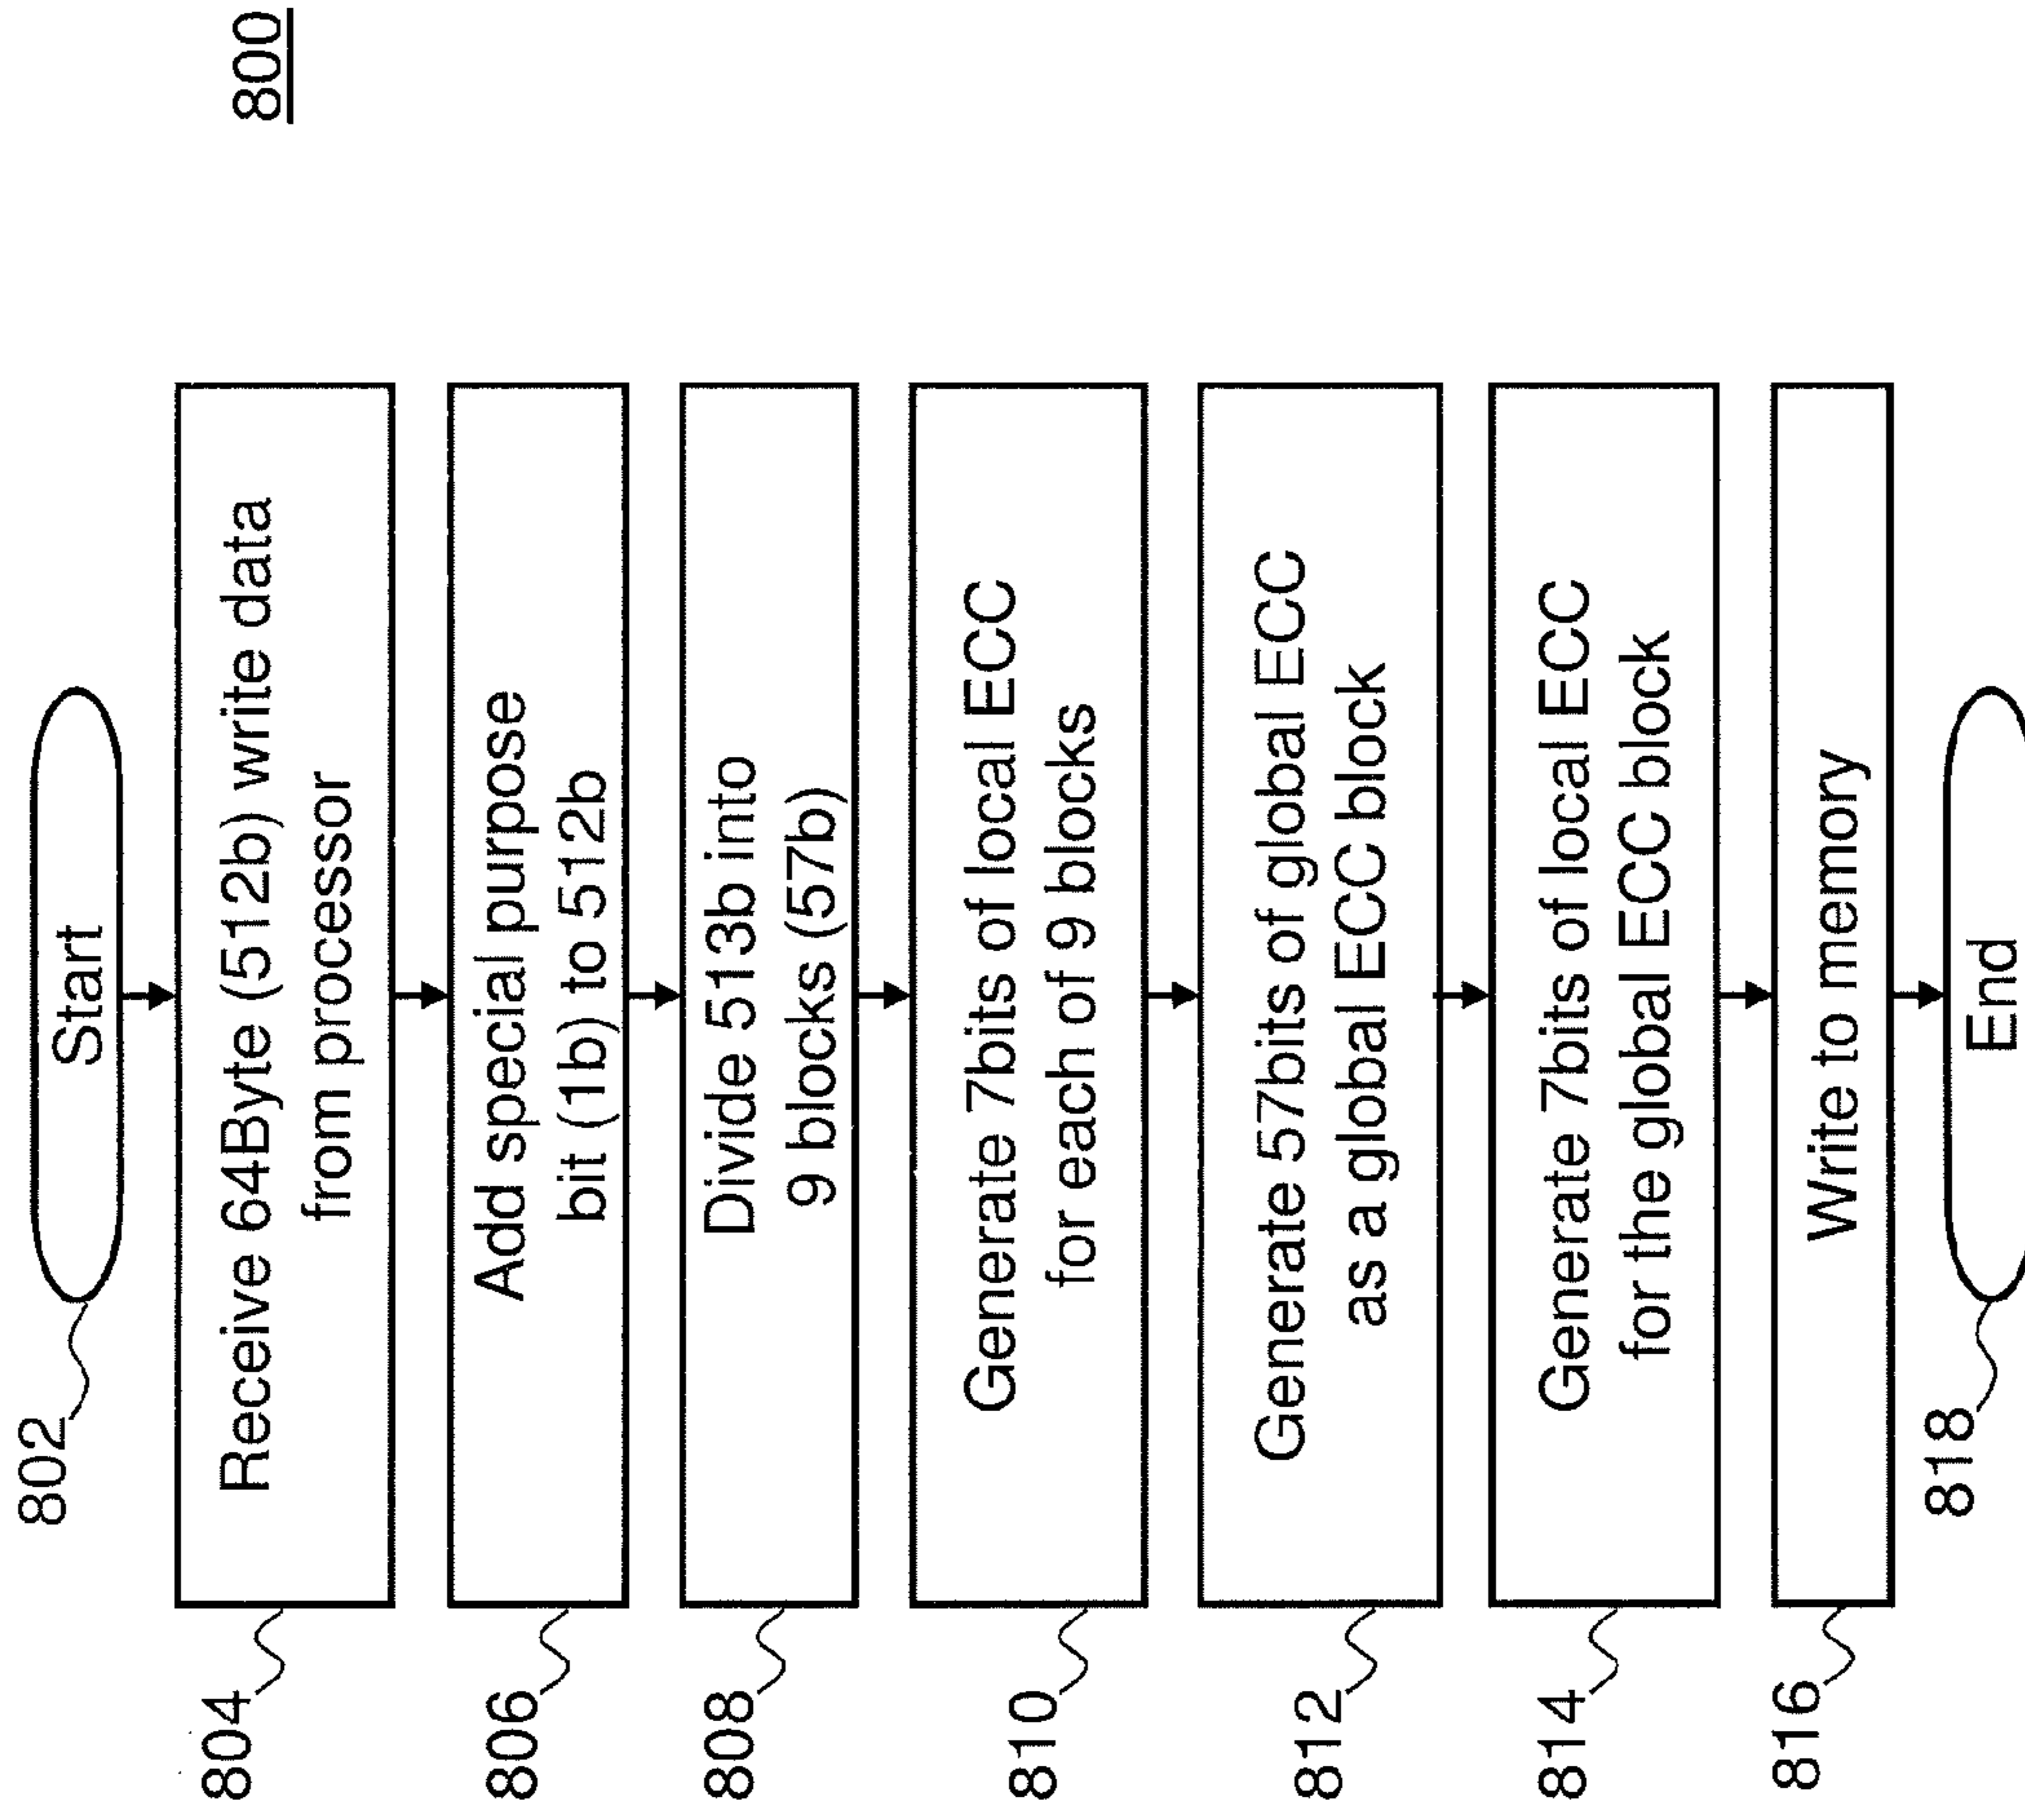 800
802
Start
804
Receive 64Byte (512b) write data
from processor
806
Add special purpose
bit (1b) to 512b
808
Divide 513b into
9 blocks (57b)
810
Generate 7bits of local ECC
for each of 9 blocks
812
Generate 57bits of global ECC
as a global ECC block
814
Generate 7bits of local ECC
for the global ECC block
816
Write to memory
818
End